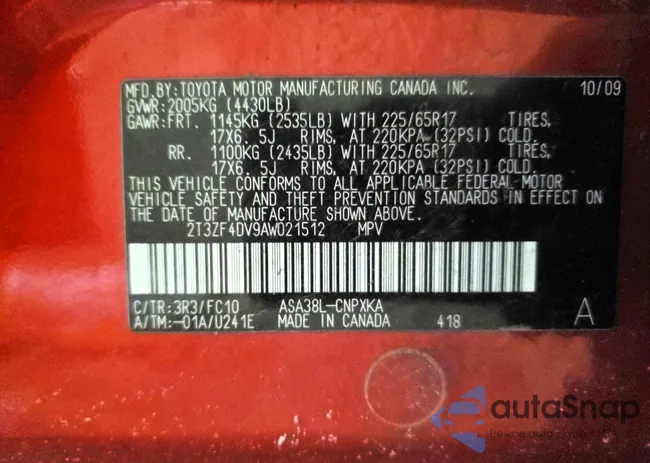 MFD.BY:TOYOTA MOTOR MANUFACTURING CANADA INC. 10/09
GVWR:2005KG (4430LB)
GAWR:FRT. 1145KG (2535LB) WITH 225/65R17 TIRES,
17X6. 5J RIMS, AT 220KPA (32PSI) COLD.
RR. 1100KG (2435LB) WITH 225/65R17 TIRES,
17X6. 5J RIMS, AT 220KPA (32PSI) COLD.
THIS VEHICLE CONFORMS TO ALL APPLICABLE FEDERAL MOTOR
VEHICLE SAFETY AND THEFT PREVENTION STANDARDS IN EFFECT ON
THE DATE OF MANUFACTURE SHOWN ABOVE.
2T3ZF4DV9AW021512 MPV
C/TR:3R3/FC10 ASA38L-CNPXKA
A/TM:-01A/U241E MADE IN CANADA 418 A
autaSnap
Pewne auto z